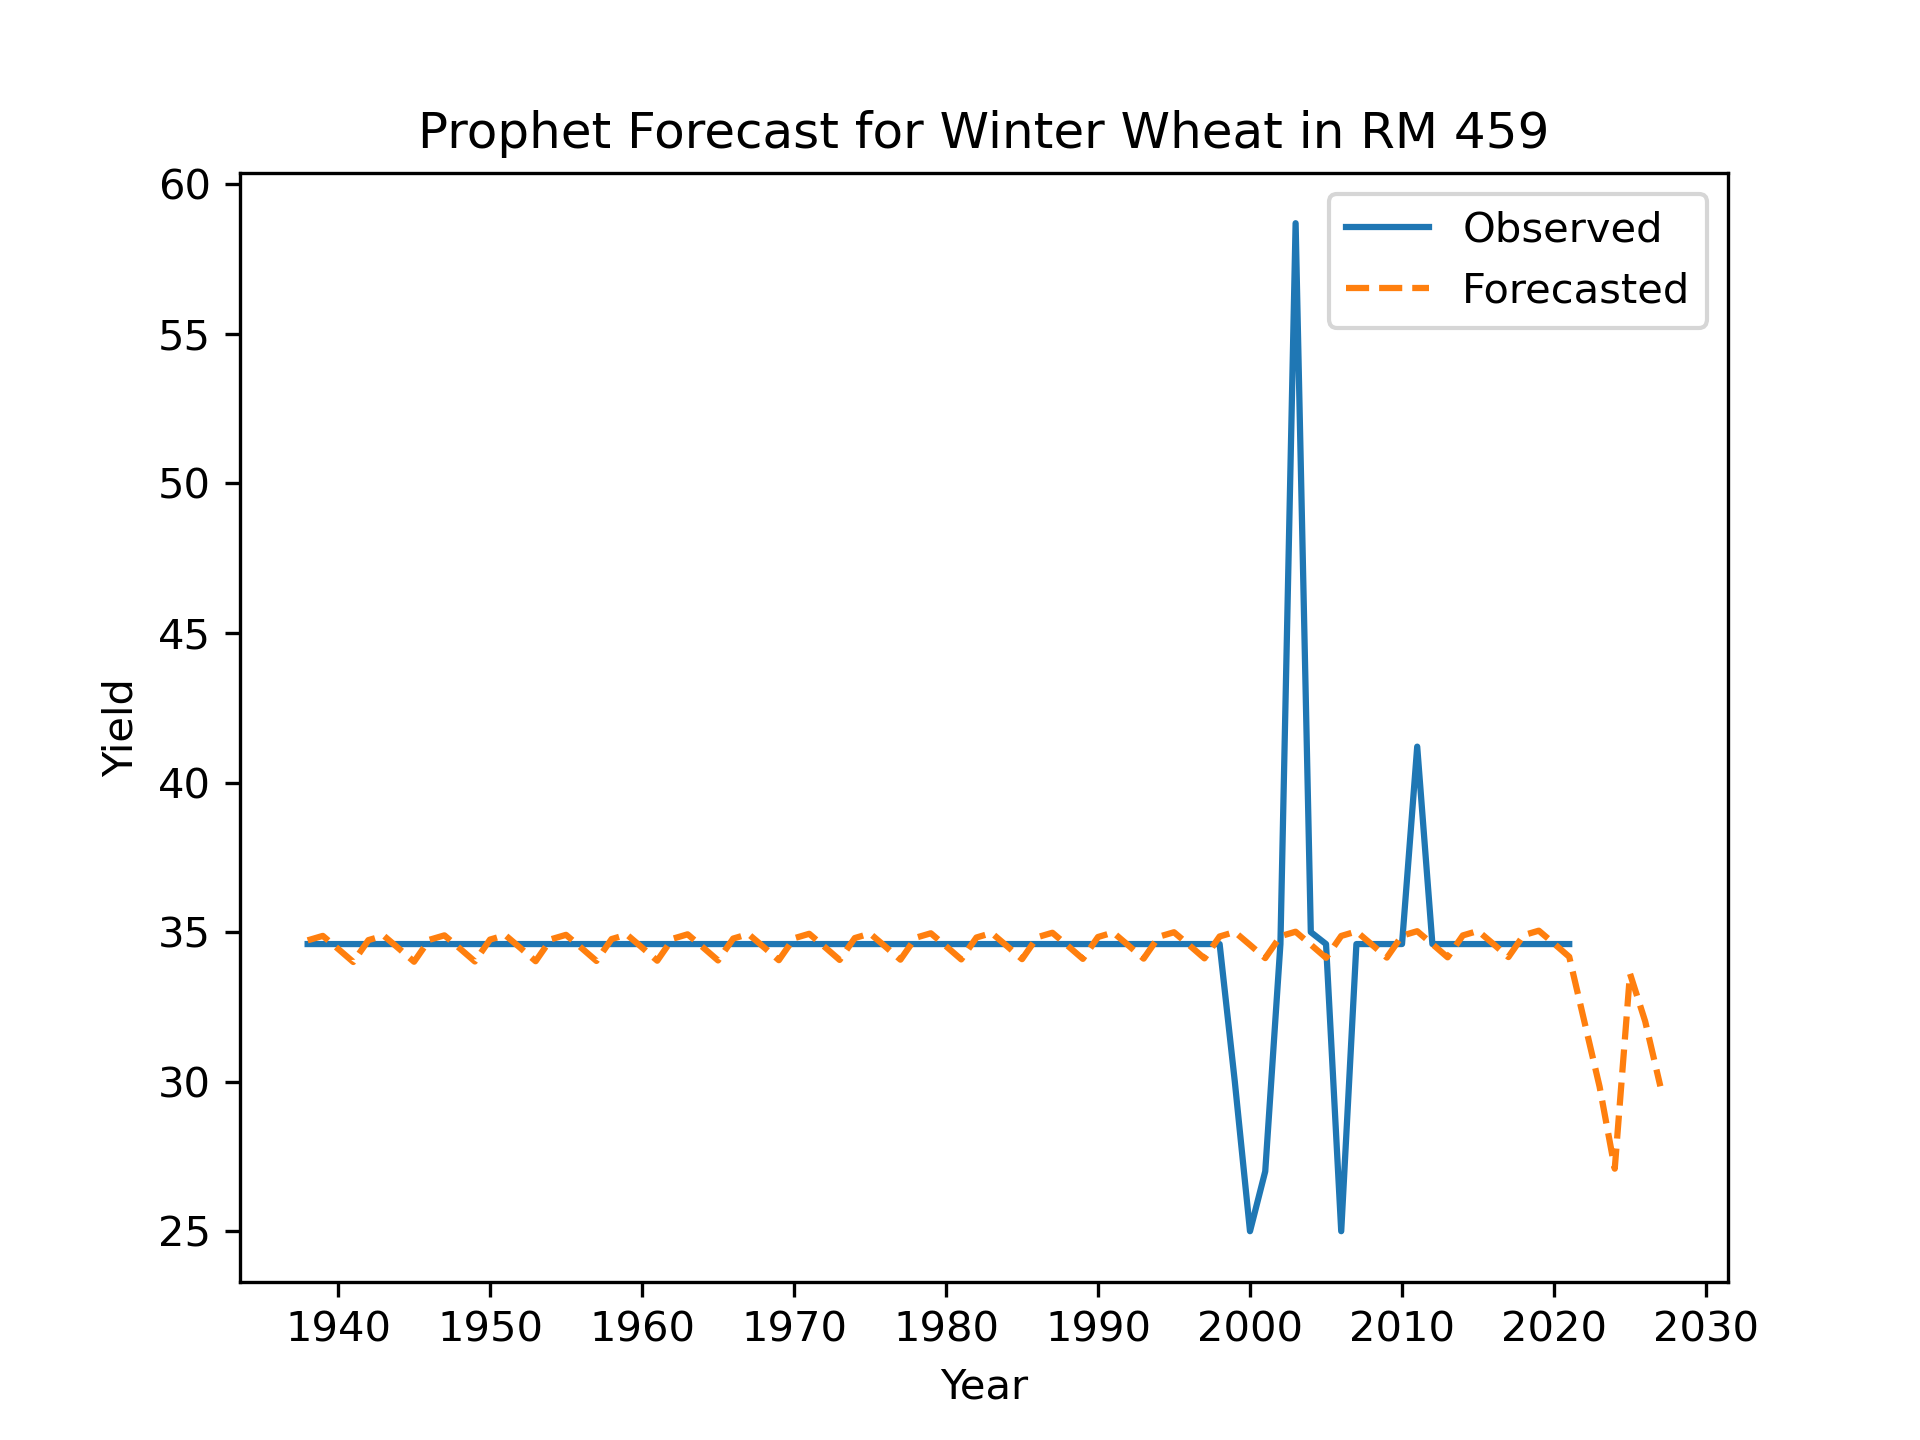 Prophet Forecast for Winter Wheat in RM 459
60
55
50
45
40
35
30
25
Yield
Observed
Forecasted
1940 1950 1960 1970 1980 1990 2000 2010 2020 2030
Year